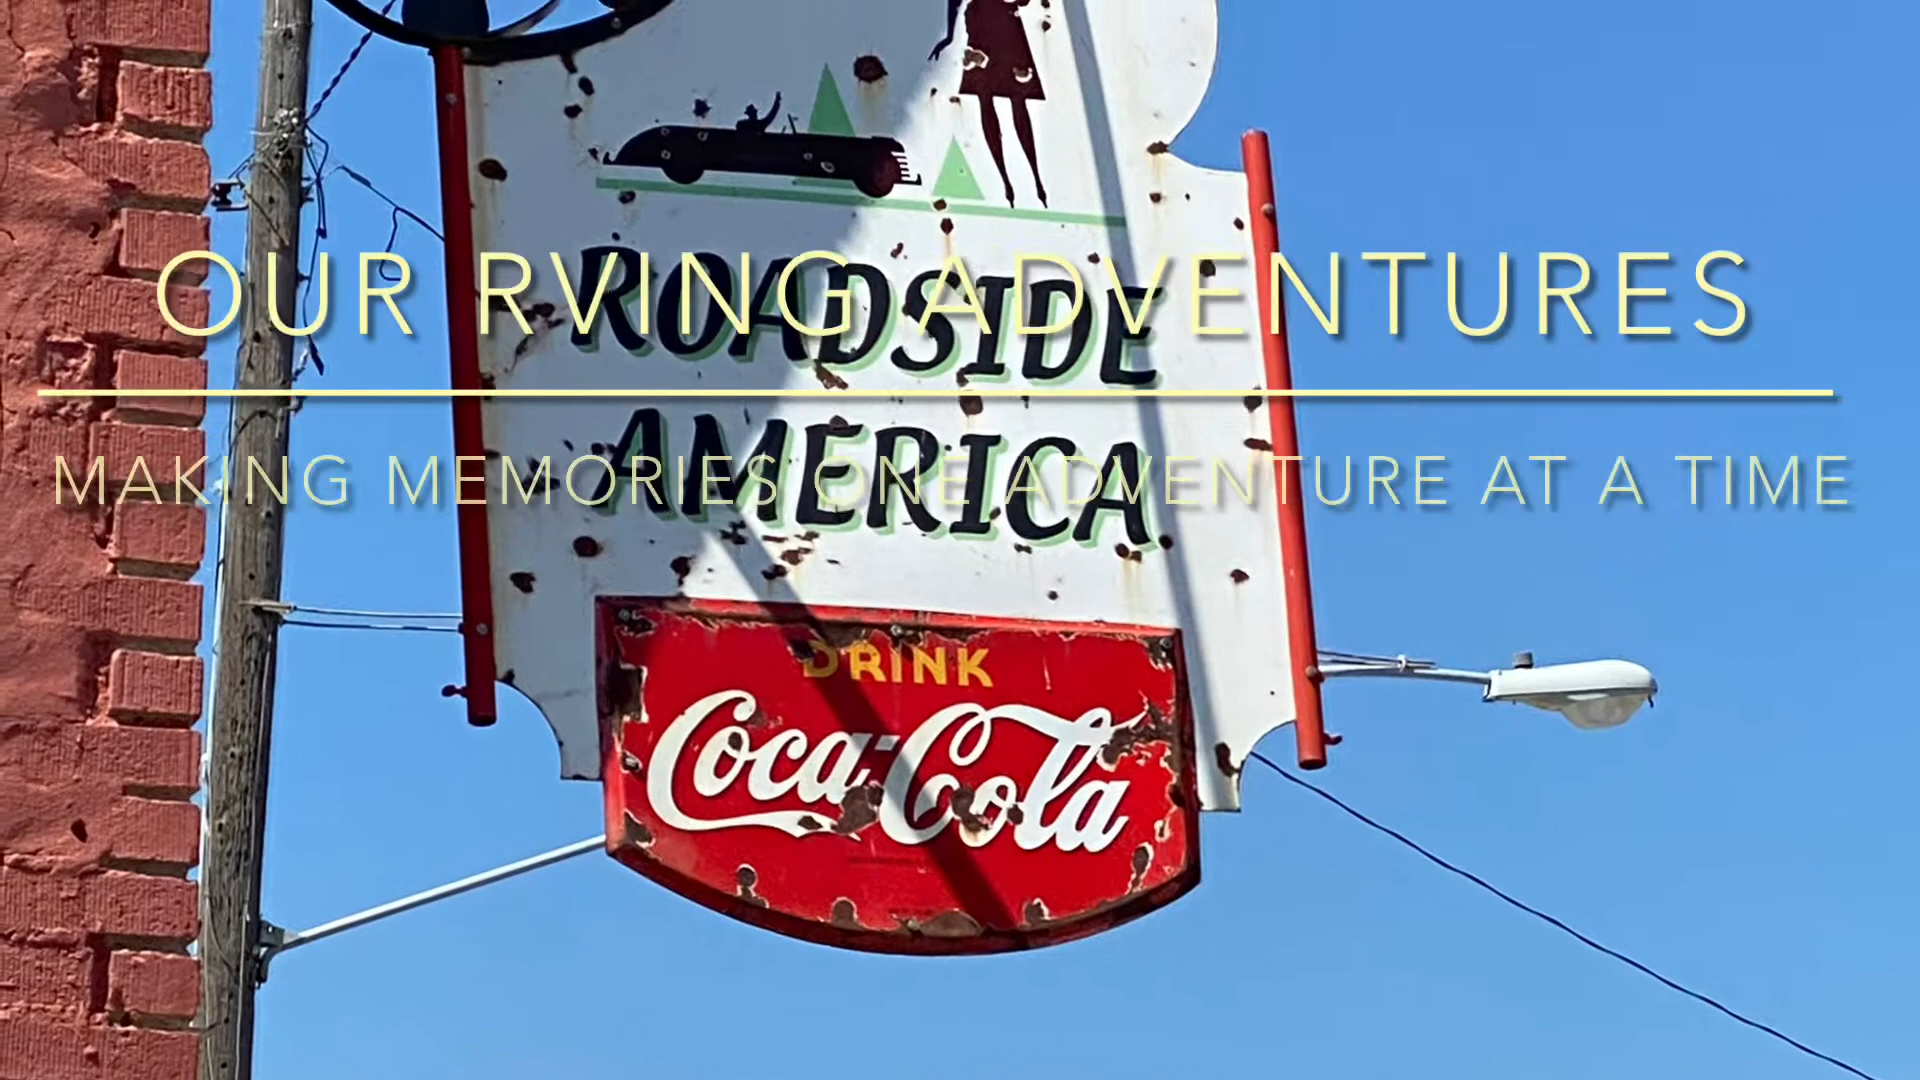 OUR RVING ADVENTURES
ROADSIDE
MAKING MEMORIES ONE ADVENTURE AT A TIME
AMERICA
DRINK
Coca-Cola